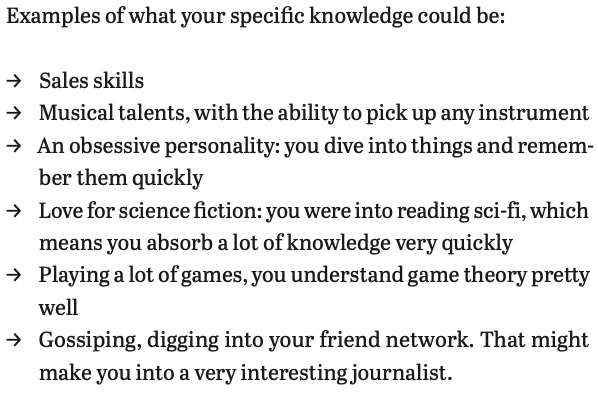 Examples of what your specific knowledge could be:
→ Sales skills
→ Musical talents, with the ability to pick up any instrument
→ An obsessive personality: you dive into things and remem-
ber them quickly
→ Love for science fiction: you were into reading sci-fi, which
means you absorb a lot of knowledge very quickly
→ Playing a lot of games, you understand game theory pretty
well
→ Gossiping, digging into your friend network. That might
make you into a very interesting journalist.